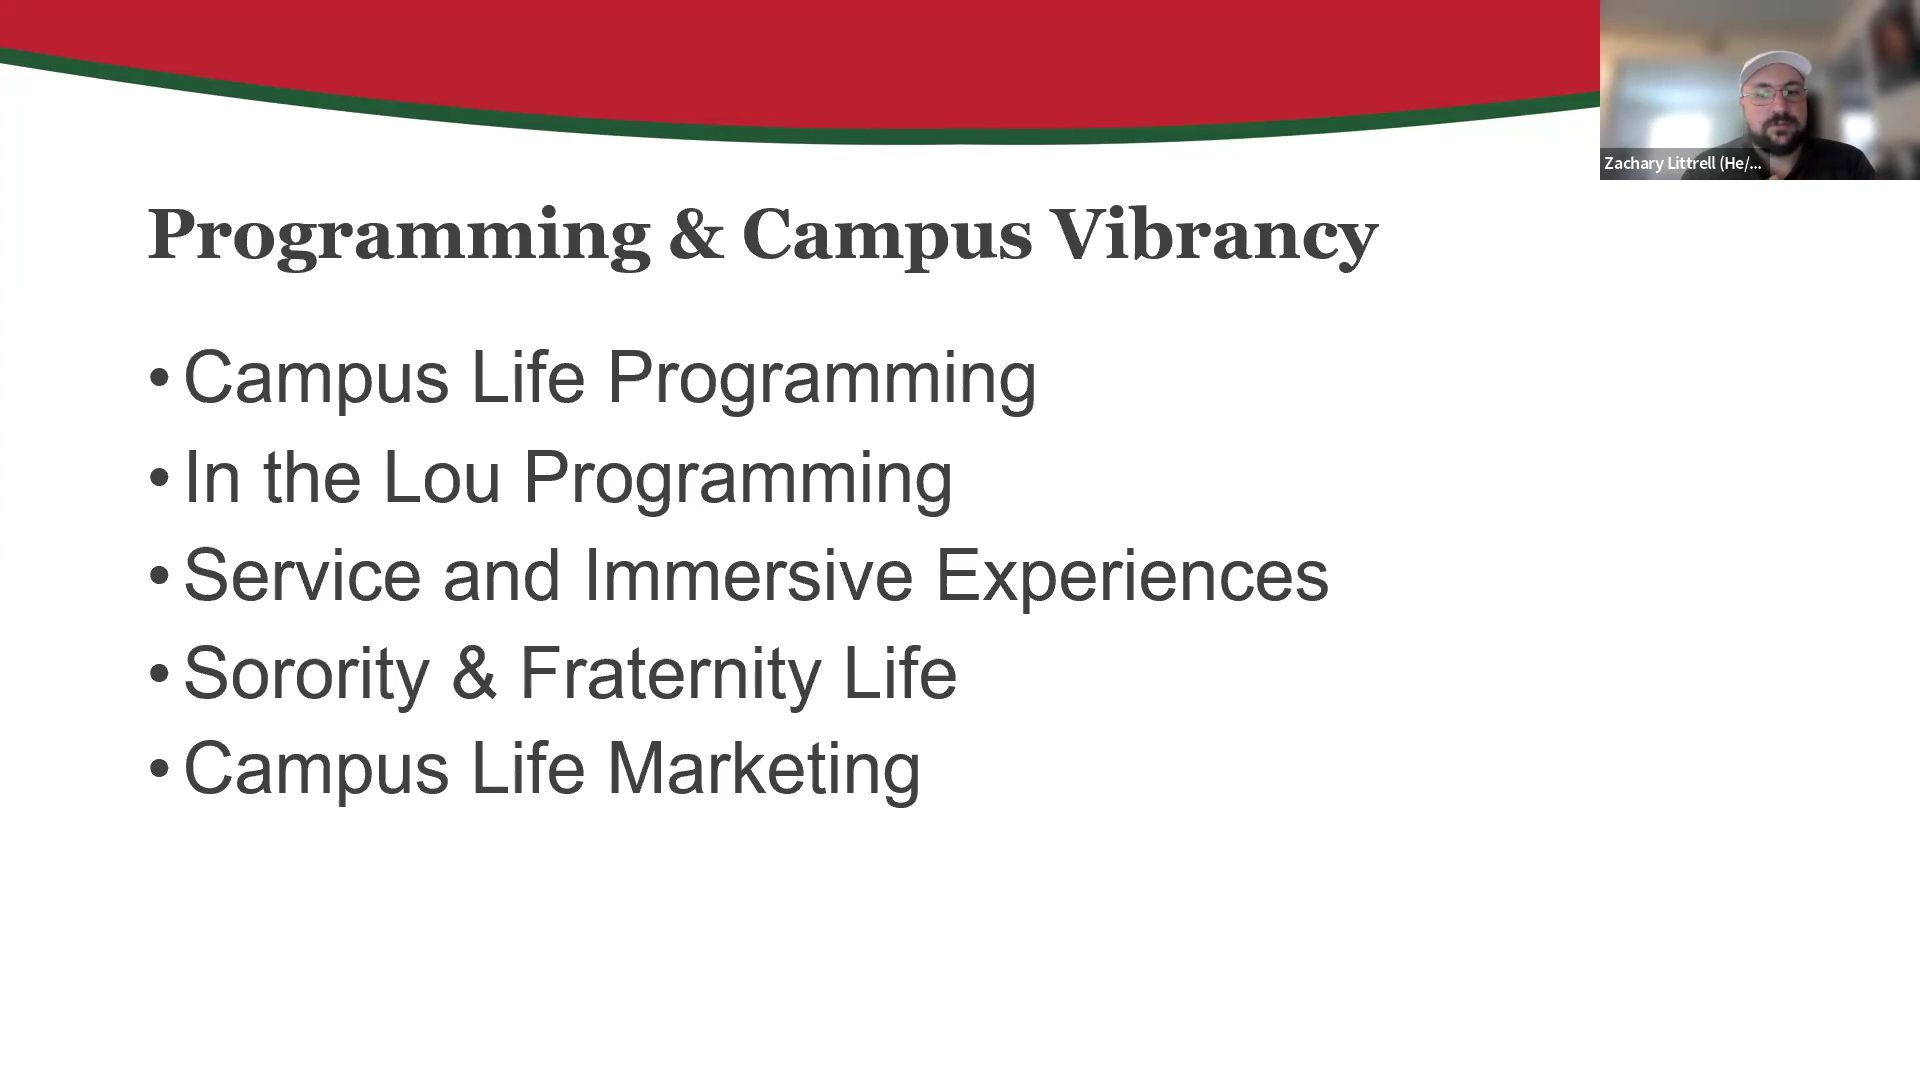 Zachary Littrell (He/...
Programming & Campus Vibrancy
• Campus Life Programming
• In the Lou Programming
• Service and Immersive Experiences
• Sorority & Fraternity Life
• Campus Life Marketing